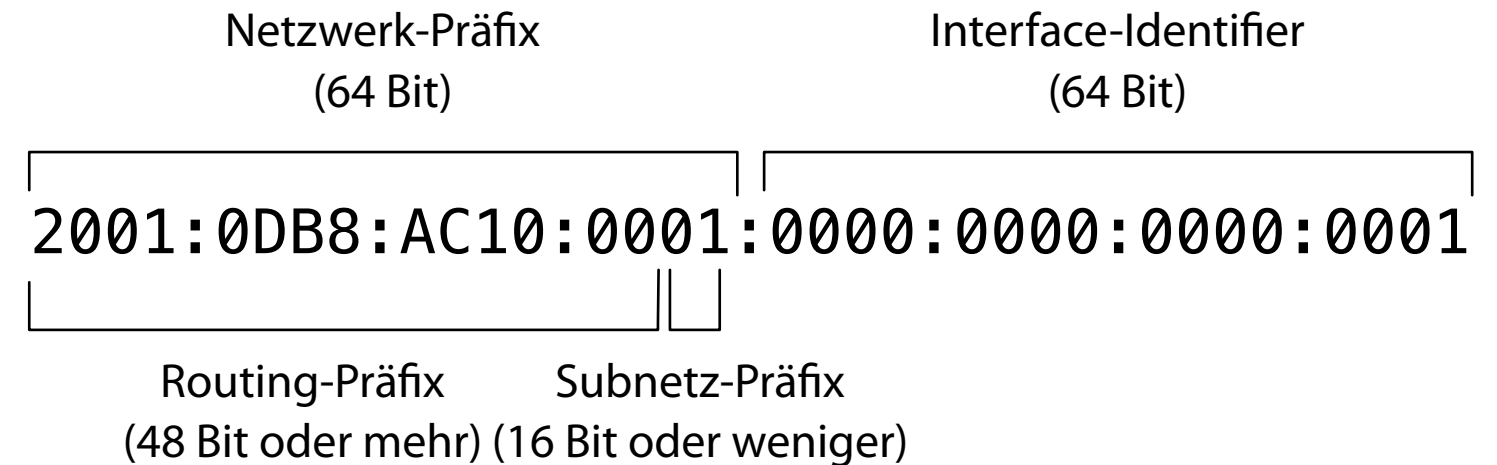 Netzwerk-Präfix Interface-Identifier
(64 Bit) (64 Bit)
2001:0DB8:AC10:0001:0000:0000:0000:0001
Routing-Präfix Subnetz-Präfix
(48 Bit oder mehr) (16 Bit oder weniger)